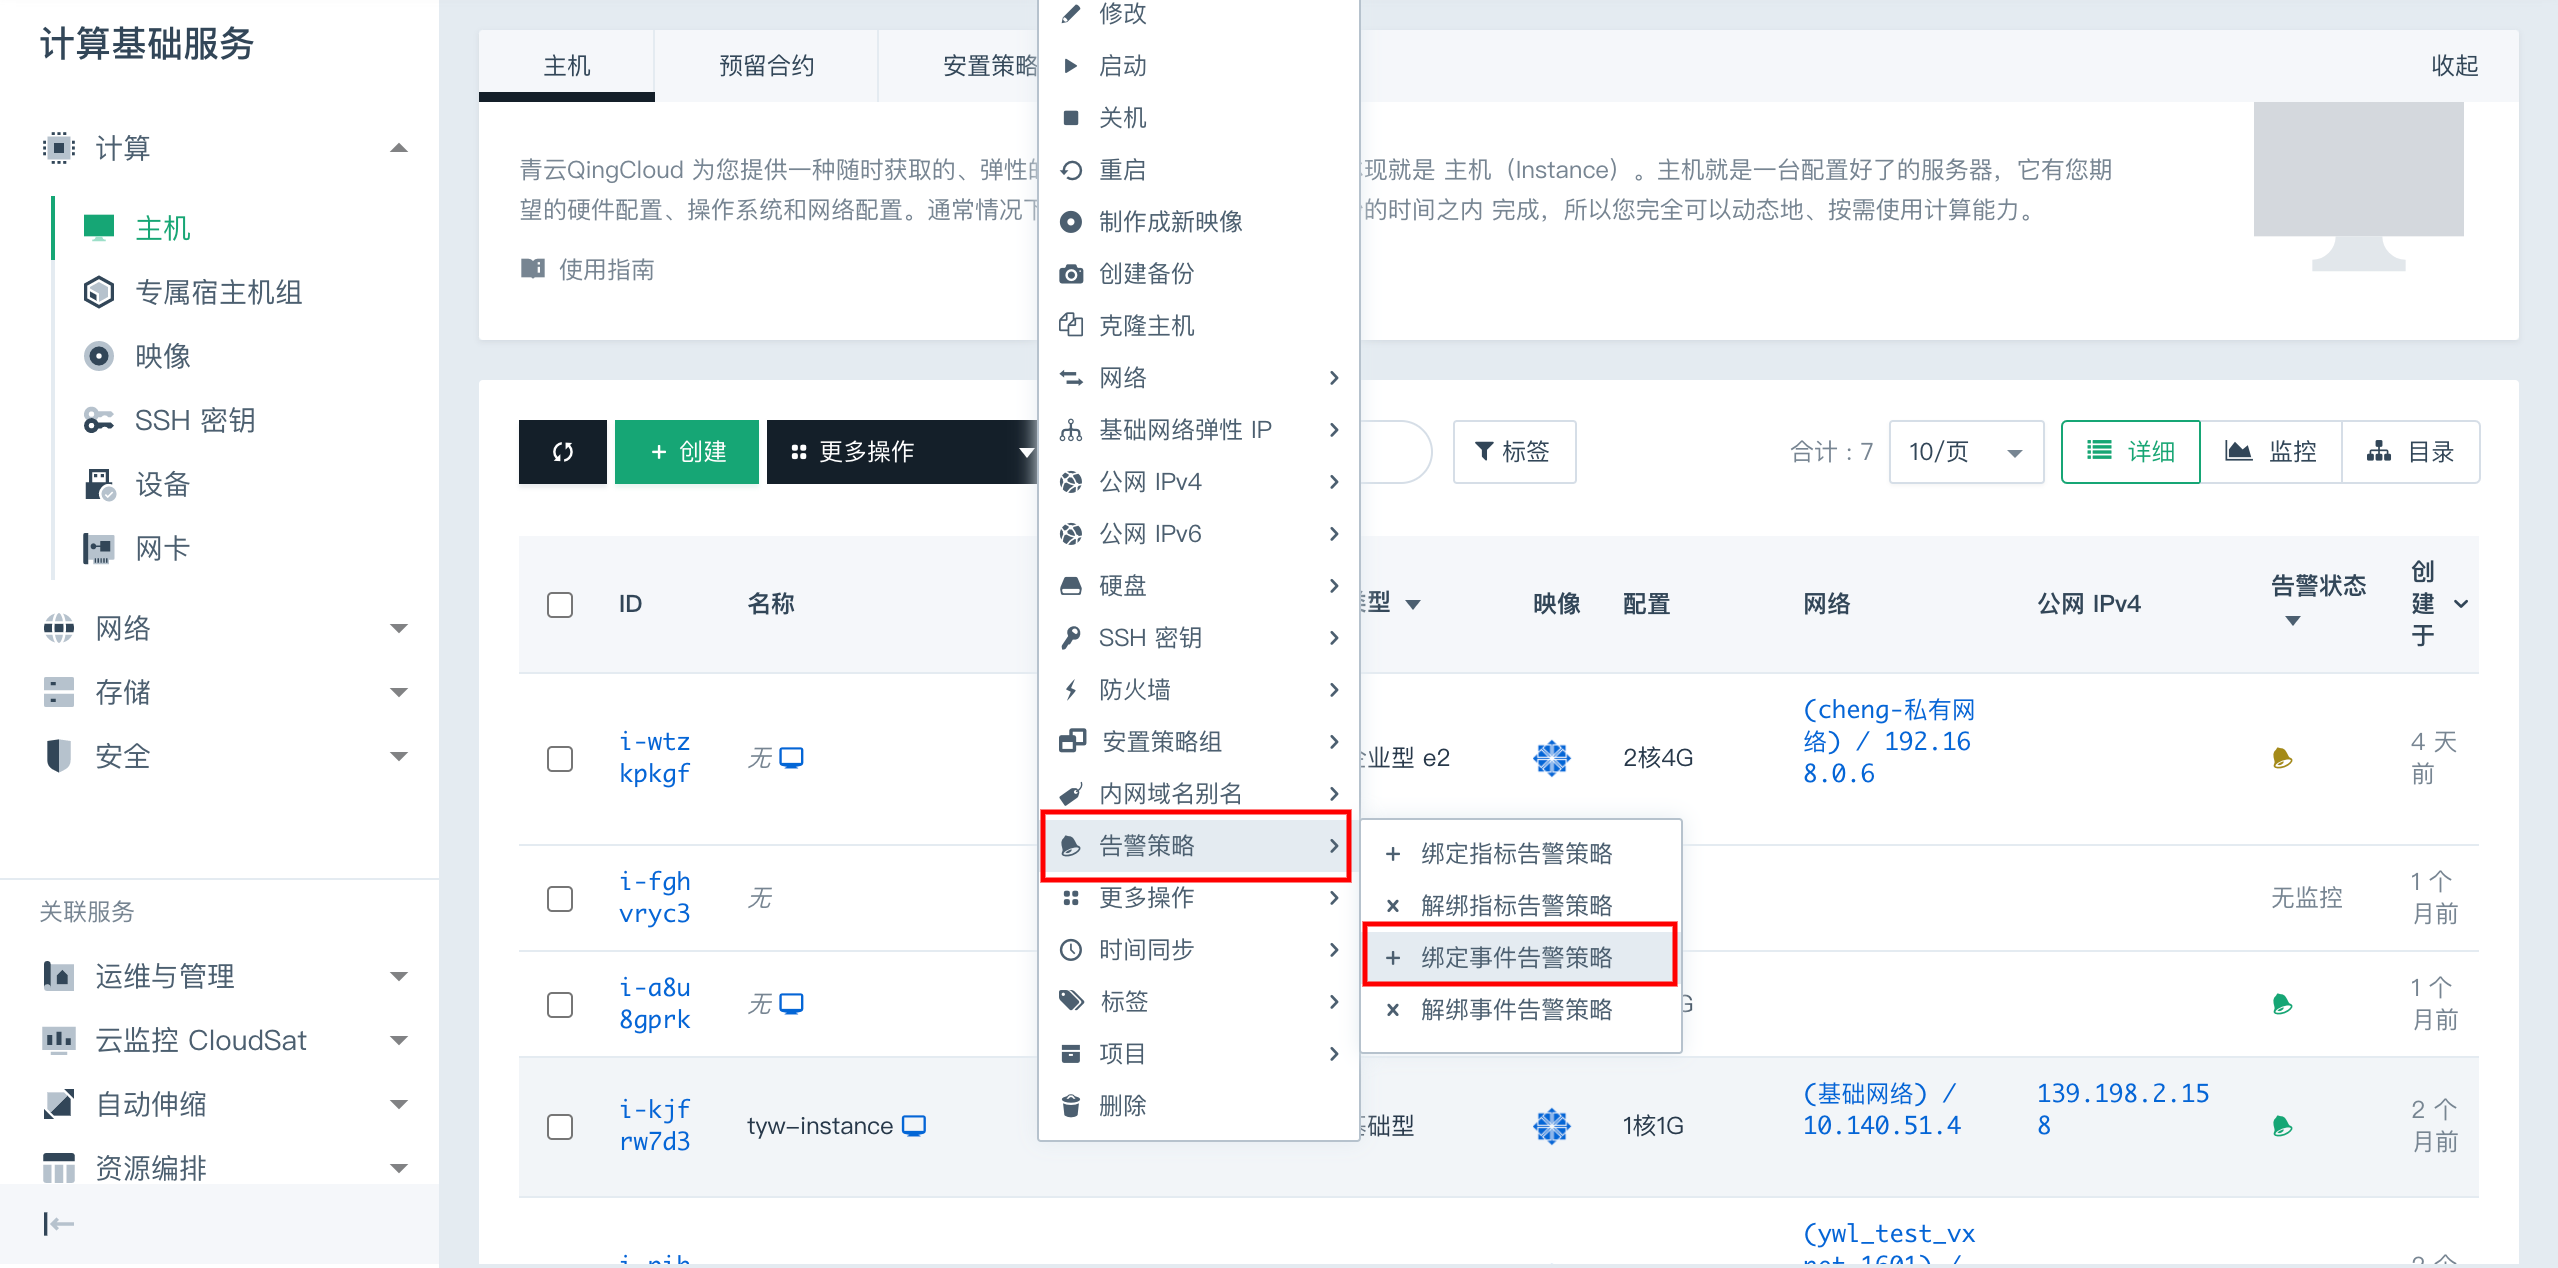 计算基础服务
计算
主机
专属宿主机组
映像
SSH 密钥
设备
网卡
网络
存储
安全
关联服务
运维与管理
云监控 CloudSat
自动伸缩
资源编排
主机
预留合约
安置策略
收起
青云QingCloud 为您提供一种随时获取的、弹性的
现就是 主机（Instance）。主机就是一台配置好了的服务器，它有您期
望的硬件配置、操作系统和网络配置。通常情况下
的时间之内 完成，所以您完全可以动态地、按需使用计算能力。
使用指南
+ 创建
更多操作
标签
合计：7
10/页
详细
监控
目录
ID
名称
型
映像
配置
网络
公网 IPv4
告警状态
创
建
于
i-wtz
kpkgf
无
业型 e2
2核4G
(cheng-私有网
络) / 192.16
8.0.6
4 天
前
i-fgh
vryc3
无
无监控
1 个
月前
i-a8u
8gprk
无
1 个
月前
i-kjf
rw7d3
tyw-instance
础型
1核1G
(基础网络) /
10.140.51.4
139.198.2.15
8
2 个
月前
(ywl_test_vx
修改
启动
关机
重启
制作成新映像
创建备份
克隆主机
网络
基础网络弹性 IP
公网 IPv4
公网 IPv6
硬盘
SSH 密钥
防火墙
安置策略组
内网域名别名
告警策略
更多操作
时间同步
标签
项目
删除
+ 绑定指标告警策略
× 解绑指标告警策略
+ 绑定事件告警策略
× 解绑事件告警策略